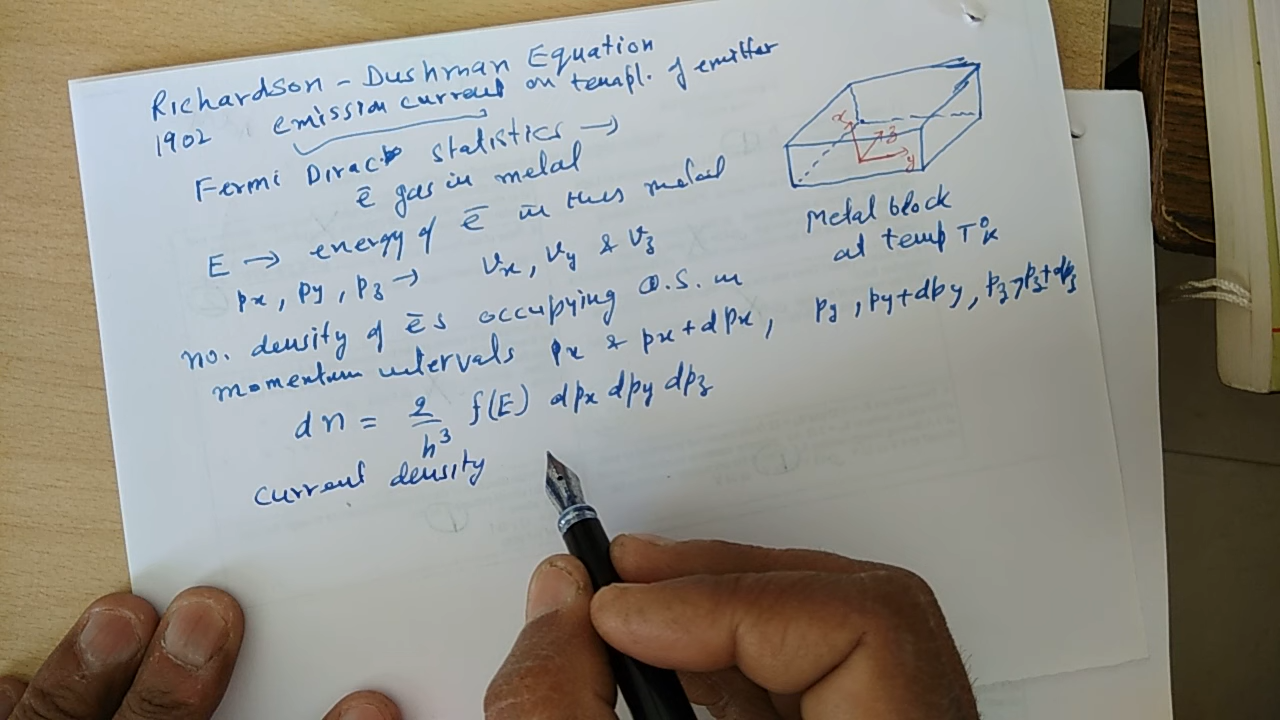 Richardson - Dushman Equation
1902 emission current on tempr. of emitter
Fermi Dirac statistics →
ē gas in metal
E → energy of ē in this metal
px, py, pz → vx, vy & vz
no. density of ēs occupying Q.S. in
momentum intervals px & px+dpx, py, py+dpy, pz, pz+dpz
dn = 2/h³ f(E) dpx dpy dpz
Current density
x
z
y
Metal block
at temp T°K